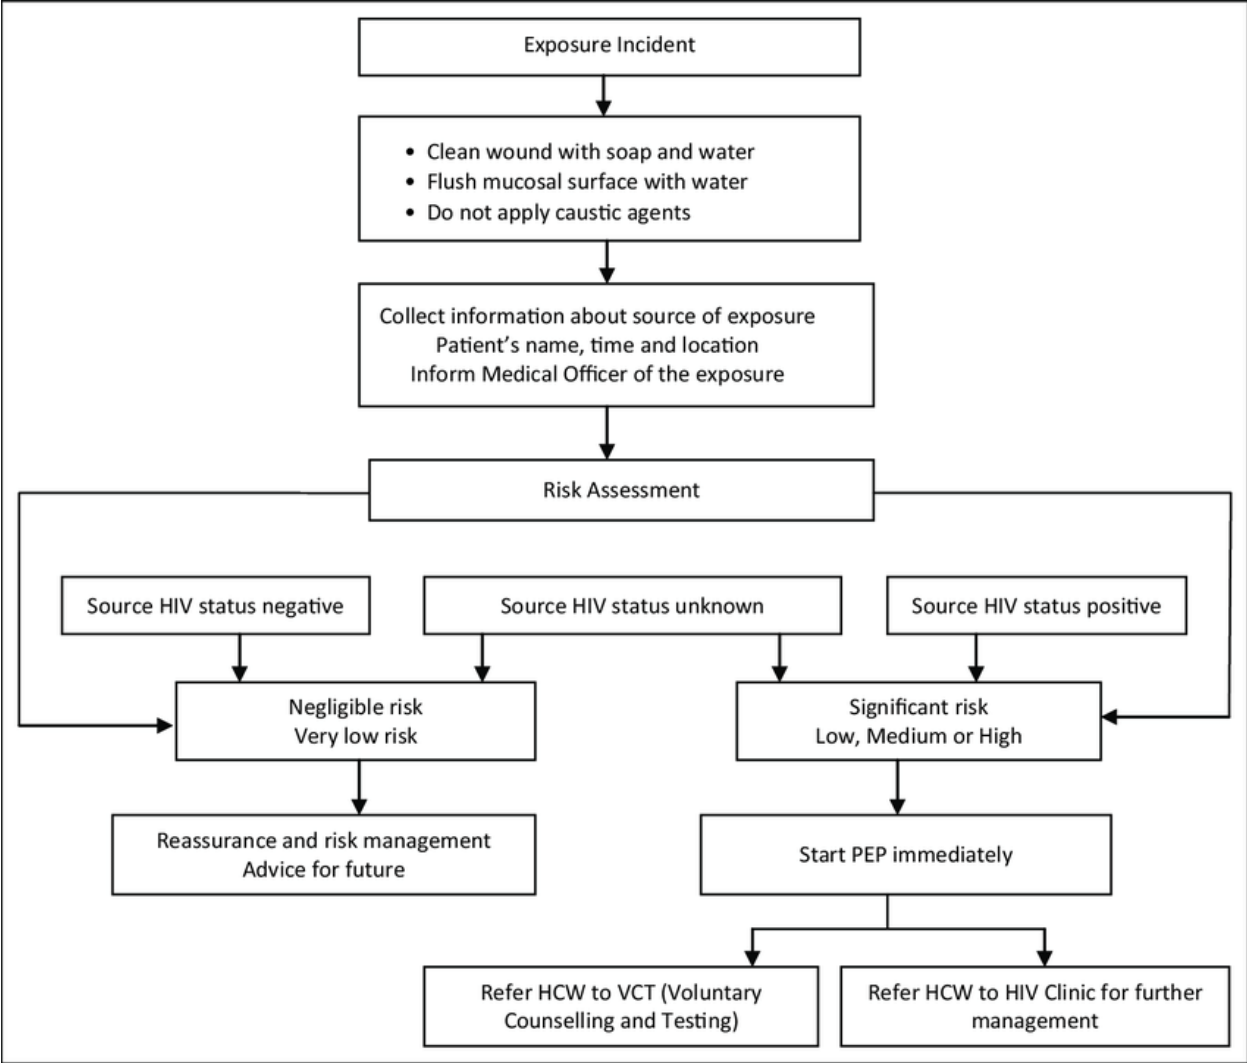 Exposure Incident
• Clean wound with soap and water
• Flush mucosal surface with water
• Do not apply caustic agents
Collect information about source of exposure
Patient's name, time and location
Inform Medical Officer of the exposure
Risk Assessment
Source HIV status negative
Source HIV status unknown
Source HIV status positive
Negligible risk
Very low risk
Significant risk
Low, Medium or High
Reassurance and risk management
Advice for future
Start PEP immediately
Refer HCW to VCT (Voluntary
Counselling and Testing)
Refer HCW to HIV Clinic for further
management